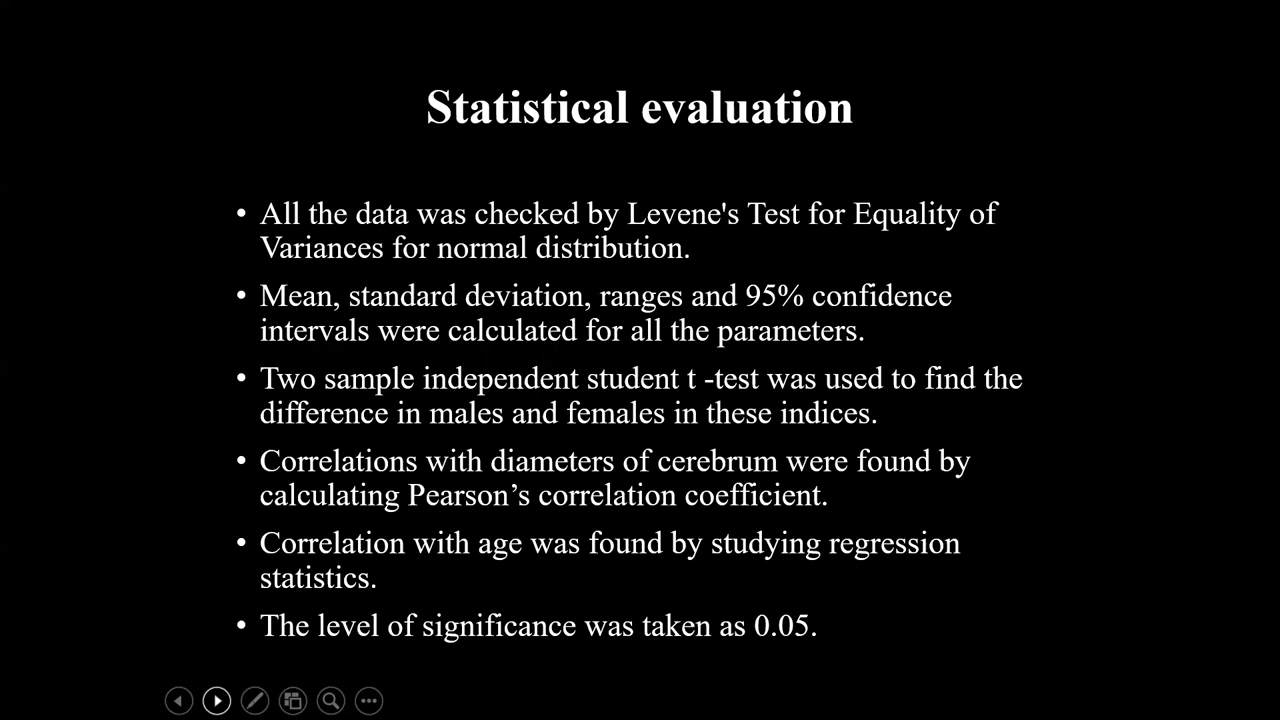 Statistical evaluation
• All the data was checked by Levene's Test for Equality of
Variances for normal distribution.
• Mean, standard deviation, ranges and 95% confidence
intervals were calculated for all the parameters.
• Two sample independent student t -test was used to find the
difference in males and females in these indices.
• Correlations with diameters of cerebrum were found by
calculating Pearson’s correlation coefficient.
• Correlation with age was found by studying regression
statistics.
• The level of significance was taken as 0.05.